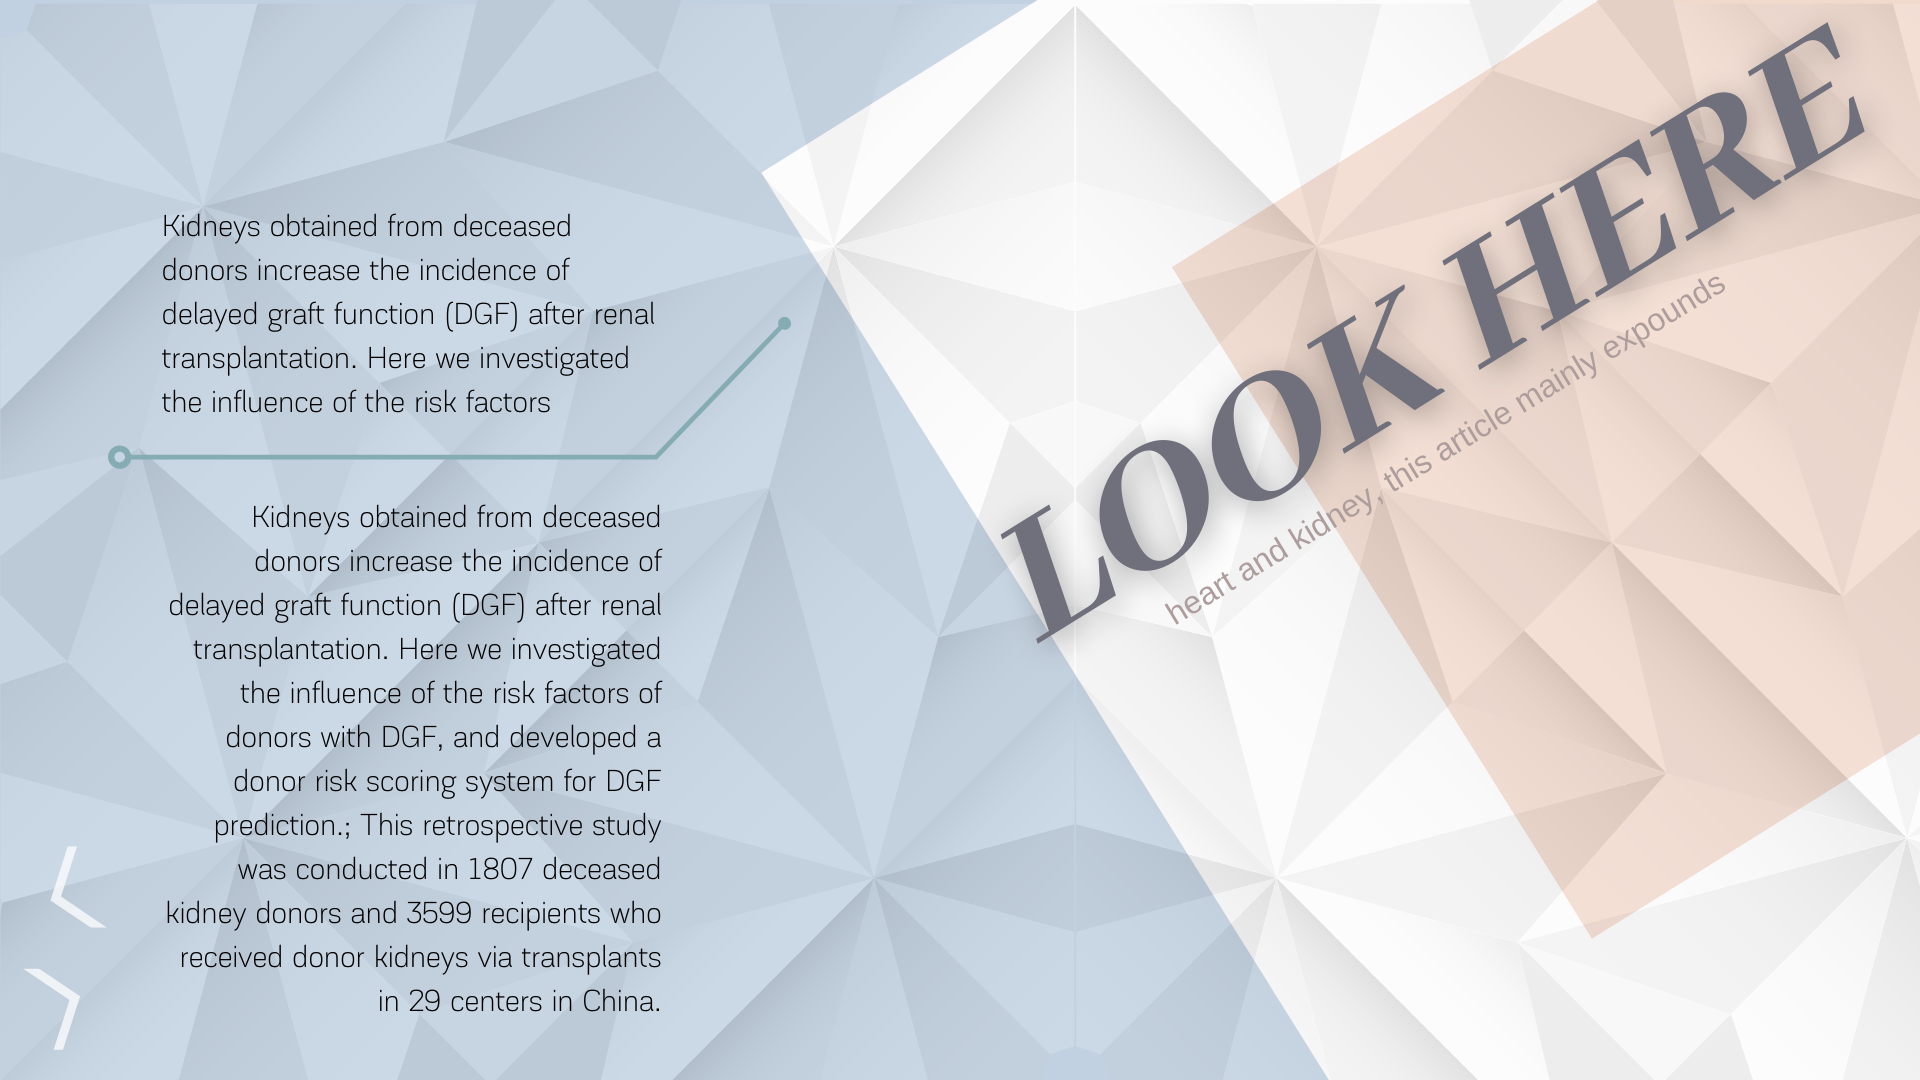 Kidneys obtained from deceased
donors increase the incidence of
delayed graft function (DGF) after renal
transplantation. Here we investigated
the influence of the risk factors
Kidneys obtained from deceased
donors increase the incidence of
delayed graft function (DGF) after renal
transplantation. Here we investigated
the influence of the risk factors of
donors with DGF, and developed a
donor risk scoring system for DGF
prediction.; This retrospective study
was conducted in 1807 deceased
kidney donors and 3599 recipients who
received donor kidneys via transplants
in 29 centers in China.
LOOK HERE
heart and kidney, this article mainly expounds